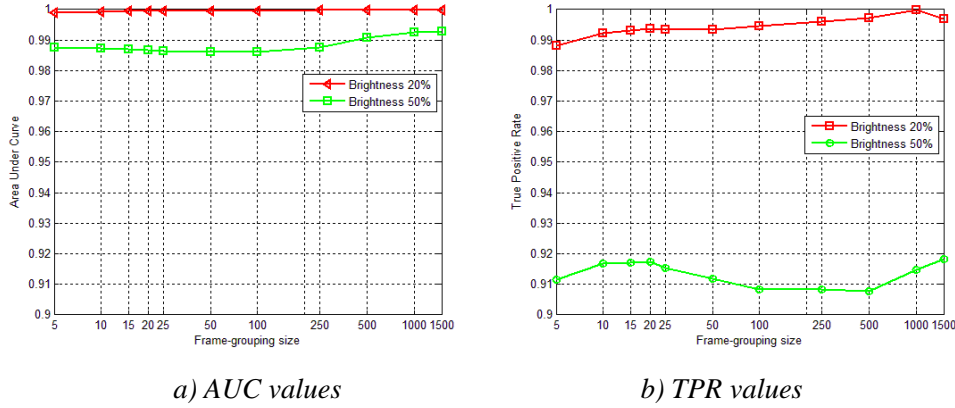 1
0.99
0.98
0.97
0.96
0.95
0.94
0.93
0.92
0.91
0.9
Area Under Curve
Brightness 20%
Brightness 50%
5 10 15 20 25 50 100 250 500 1000 1500
Frame-grouping size
a) AUC values
1
0.99
0.98
0.97
0.96
0.95
0.94
0.93
0.92
0.91
0.9
True Positive Rate
Brightness 20%
Brightness 50%
5 10 15 20 25 50 100 250 500 1000 1500
Frame-grouping size
b) TPR values